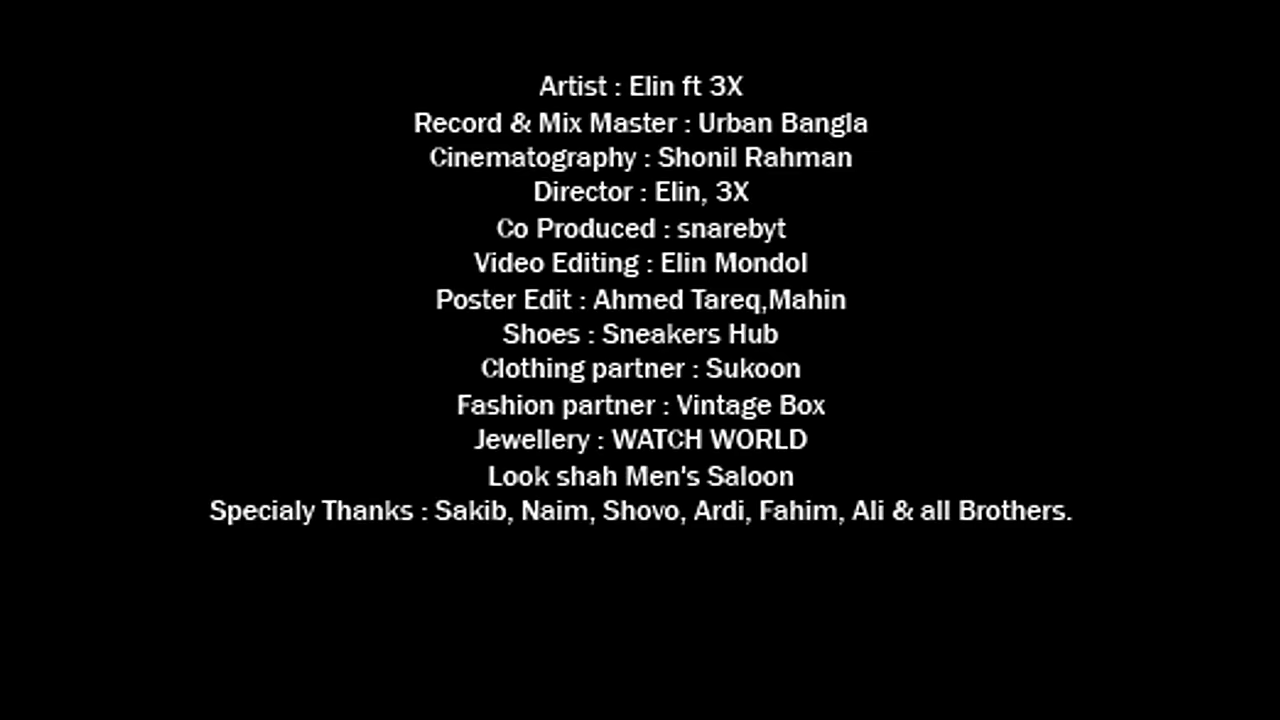 Artist : Elin ft 3X
Record & Mix Master : Urban Bangla
Cinematography : Shonil Rahman
Director : Elin, 3X
Co Produced : snarebyt
Video Editing : Elin Mondol
Poster Edit : Ahmed Tareq,Mahin
Shoes : Sneakers Hub
Clothing partner : Sukoon
Fashion partner : Vintage Box
Jewellery : WATCH WORLD
Look shah Men's Saloon
Specialy Thanks : Sakib, Naim, Shovo, Ardi, Fahim, Ali & all Brothers.